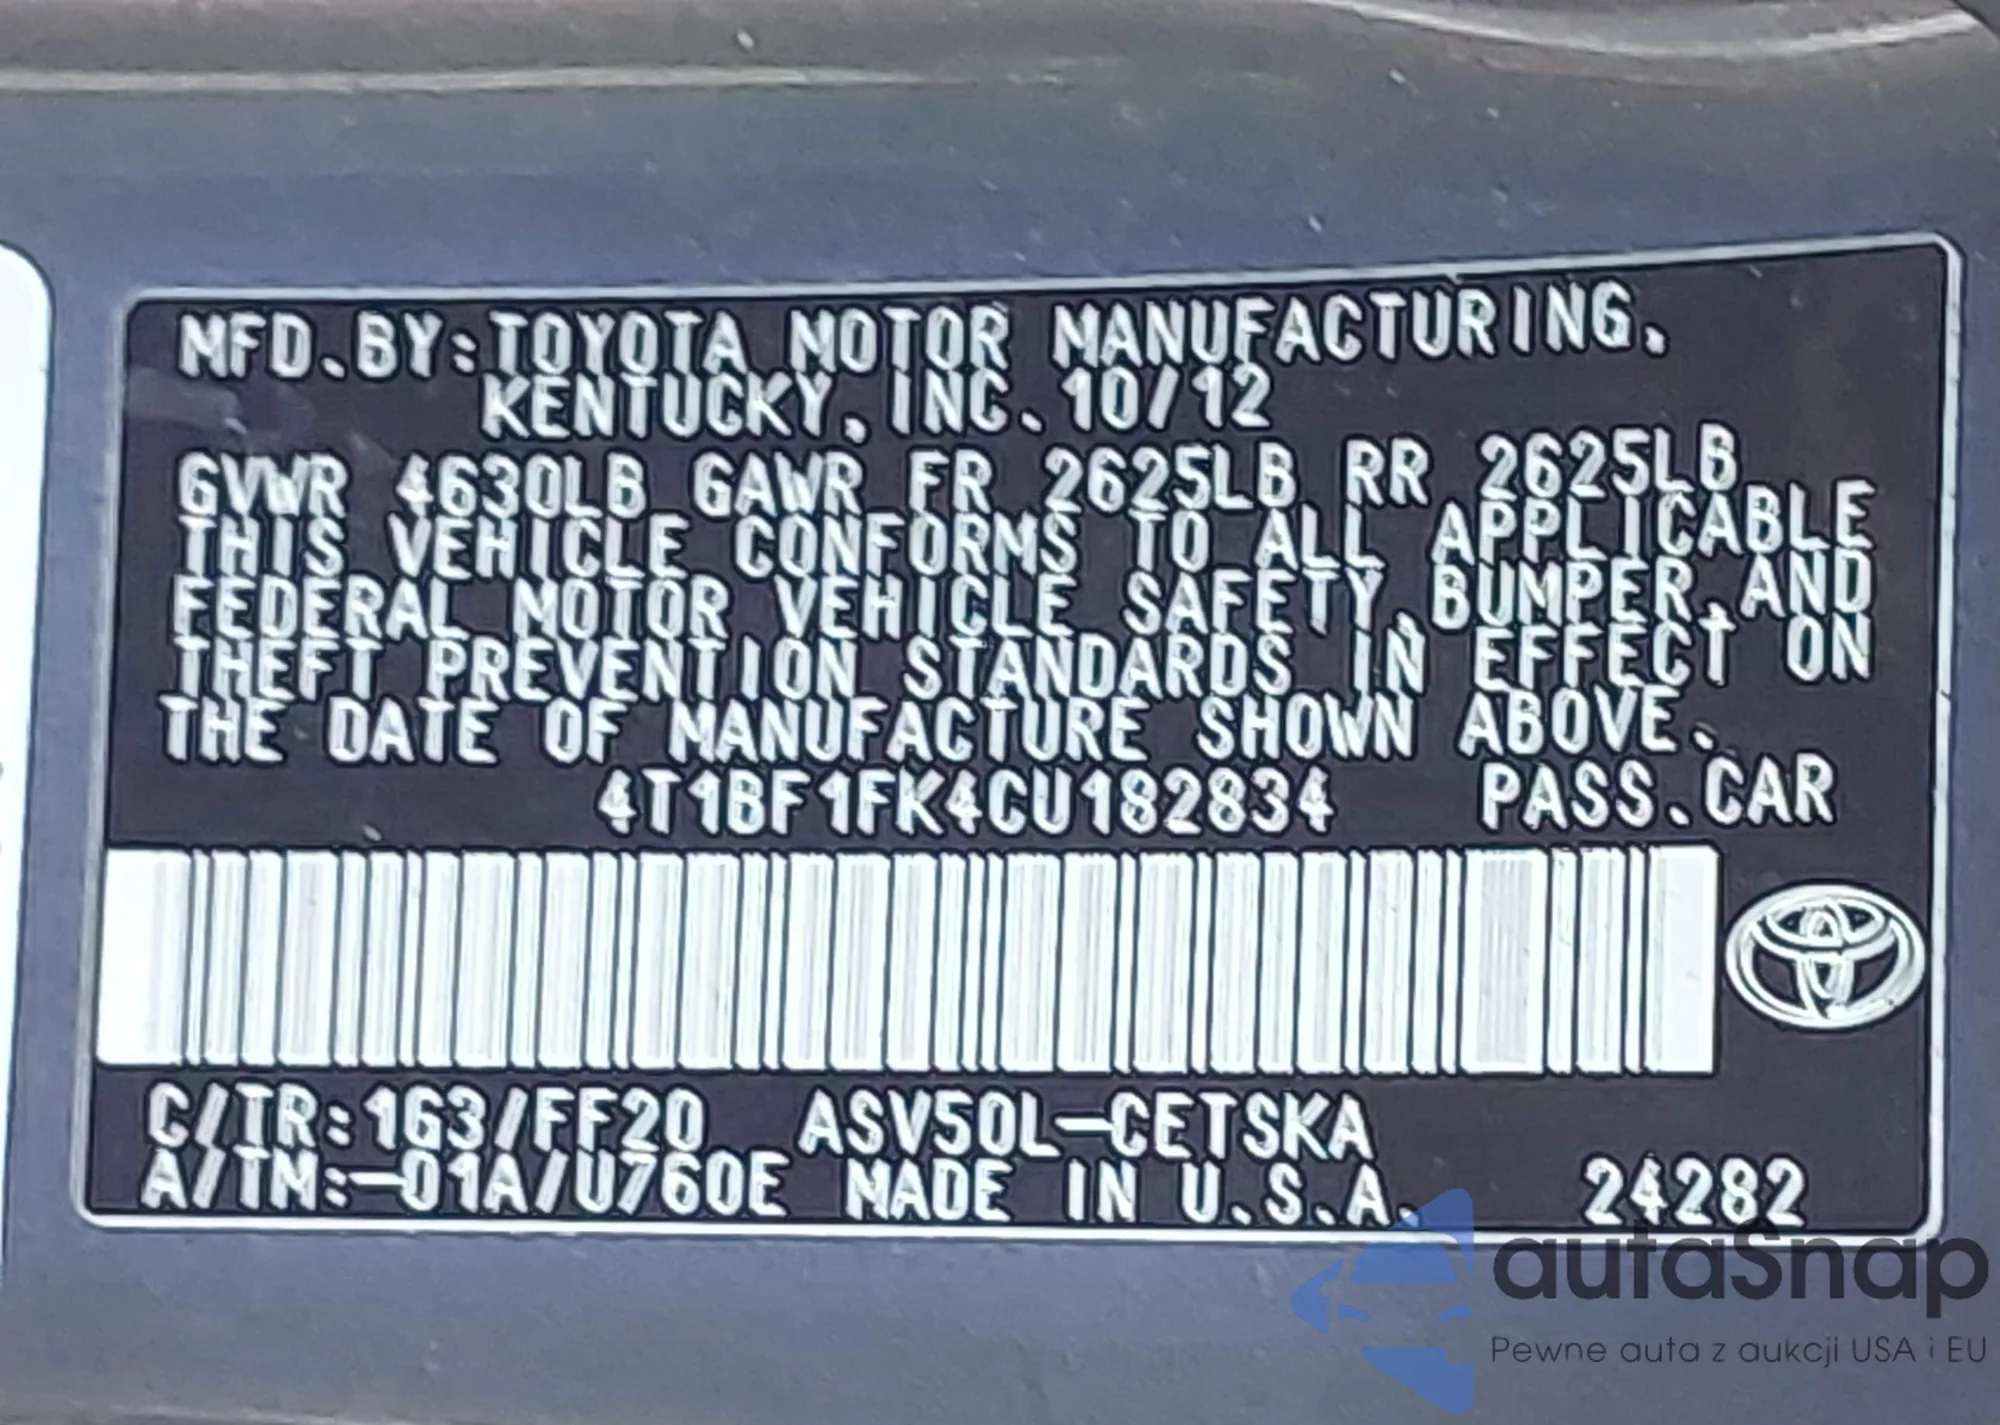 MFD.BY:TOYOTA MOTOR MANUFACTURING,
KENTUCKY, INC. 10/12
GVWR 4630LB GAWR FR 2625LB RR 2625LB
THIS VEHICLE CONFORMS TO ALL APPLICABLE
FEDERAL MOTOR VEHICLE SAFETY,BUMPER,AND
THEFT PREVENTION STANDARDS IN EFFECT ON
THE DATE OF MANUFACTURE SHOWN ABOVE.
4T1BF1FK4CU182834 PASS.CAR
C/TR:163/FF20 ASV50L-CETSKA
A/TM:-01A/U760E MADE IN U.S.A. 24282
autaSnap
Pewne auta z aukcji USA i EU